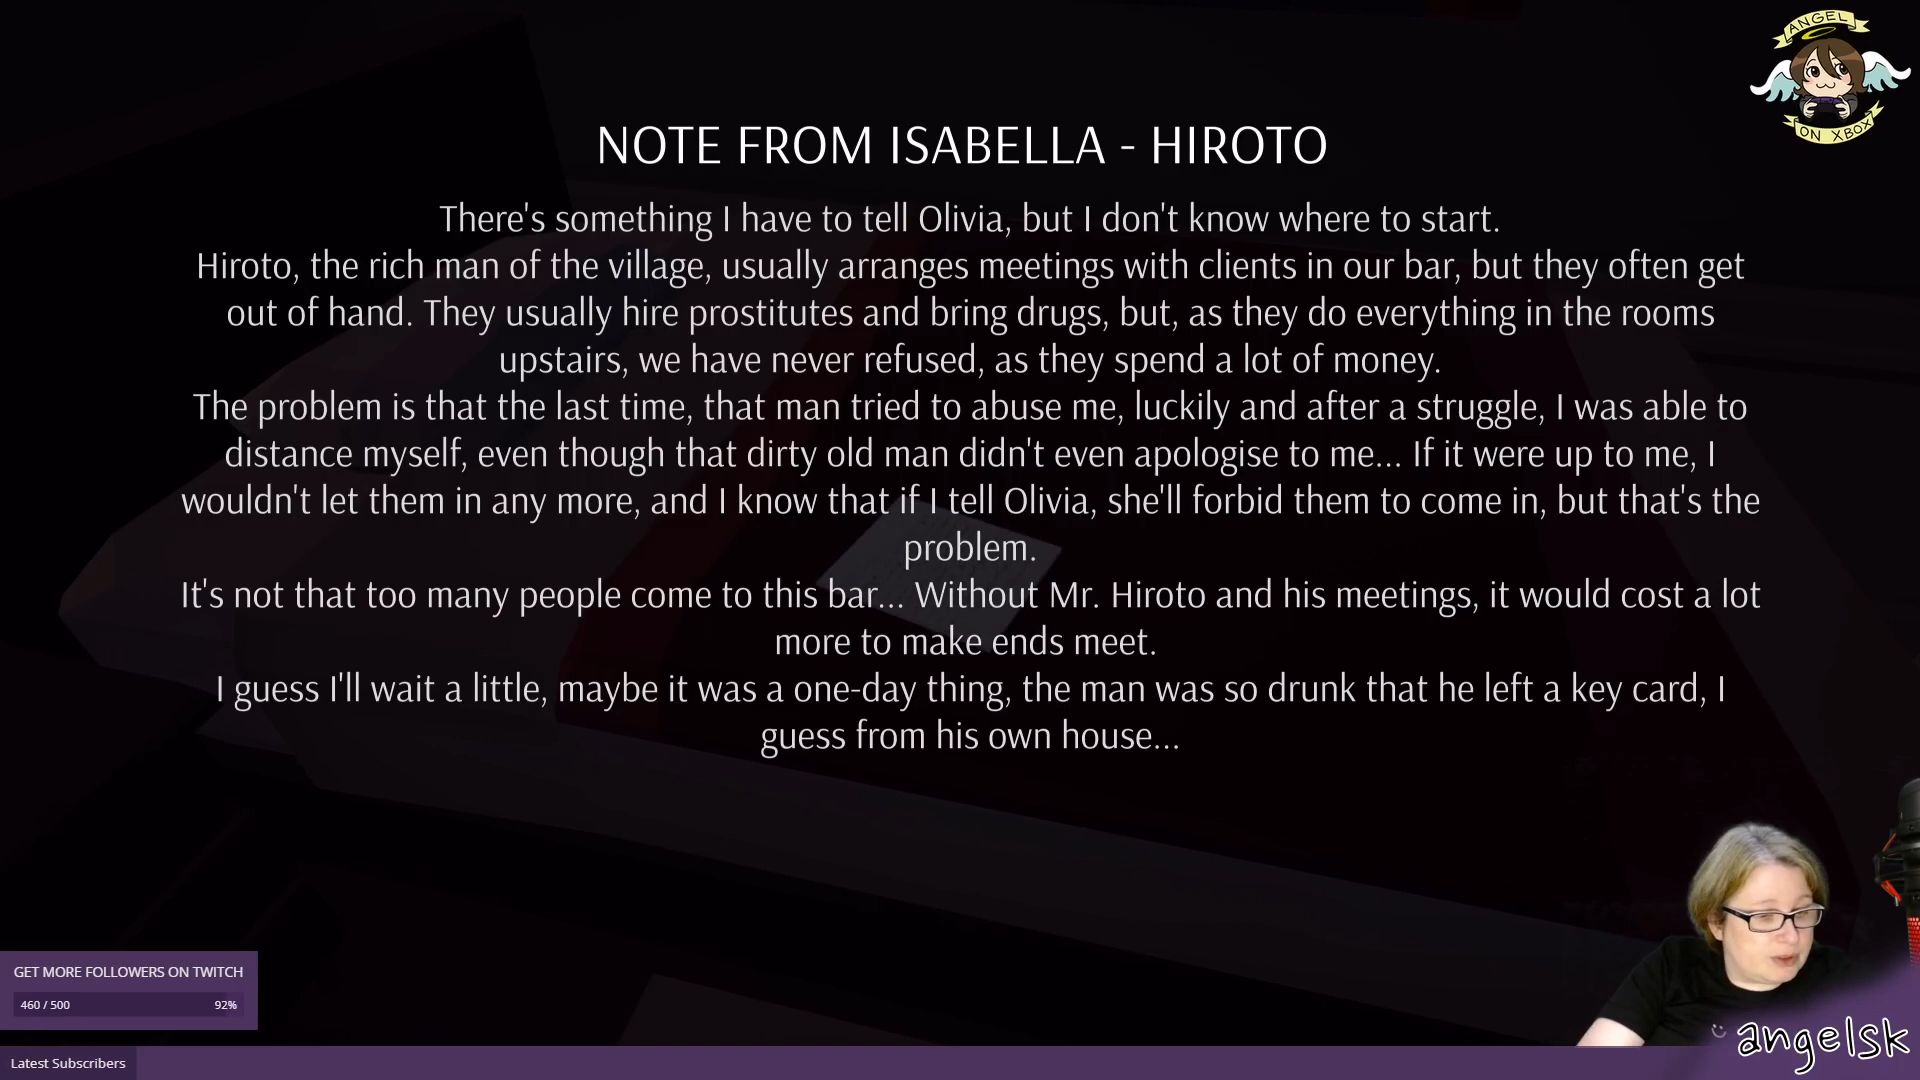 ANGEL
ON XBOX
NOTE FROM ISABELLA - HIROTO
There's something I have to tell Olivia, but I don't know where to start.
Hiroto, the rich man of the village, usually arranges meetings with clients in our bar, but they often get
out of hand. They usually hire prostitutes and bring drugs, but, as they do everything in the rooms
upstairs, we have never refused, as they spend a lot of money.
The problem is that the last time, that man tried to abuse me, luckily and after a struggle, I was able to
distance myself, even though that dirty old man didn't even apologise to me... If it were up to me, I
wouldn't let them in any more, and I know that if I tell Olivia, she'll forbid them to come in, but that's the
problem.
It's not that too many people come to this bar... Without Mr. Hiroto and his meetings, it would cost a lot
more to make ends meet.
I guess I'll wait a little, maybe it was a one-day thing, the man was so drunk that he left a key card, I
guess from his own house...
GET MORE FOLLOWERS ON TWITCH
460 / 500 92%
Latest Subscribers
angelsk